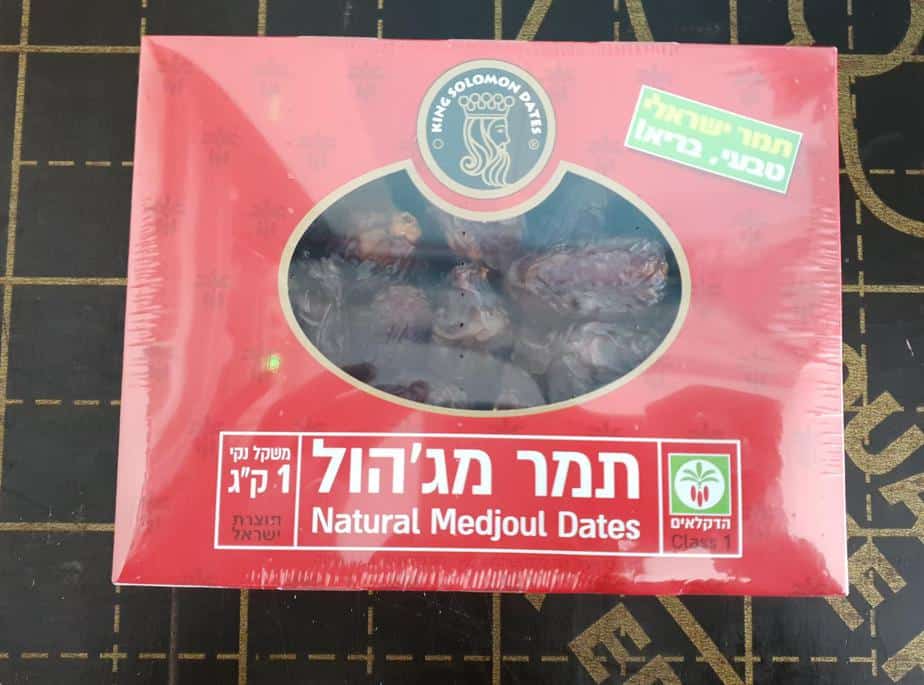 KING SOLOMON DATES
®
תמר ישראלי
טבעי, בריא!
משקל נקי
1 ק"ג
תוצרת
ישראל
תמר מג'הול
Natural Medjoul Dates
הדקלאים
Class 1